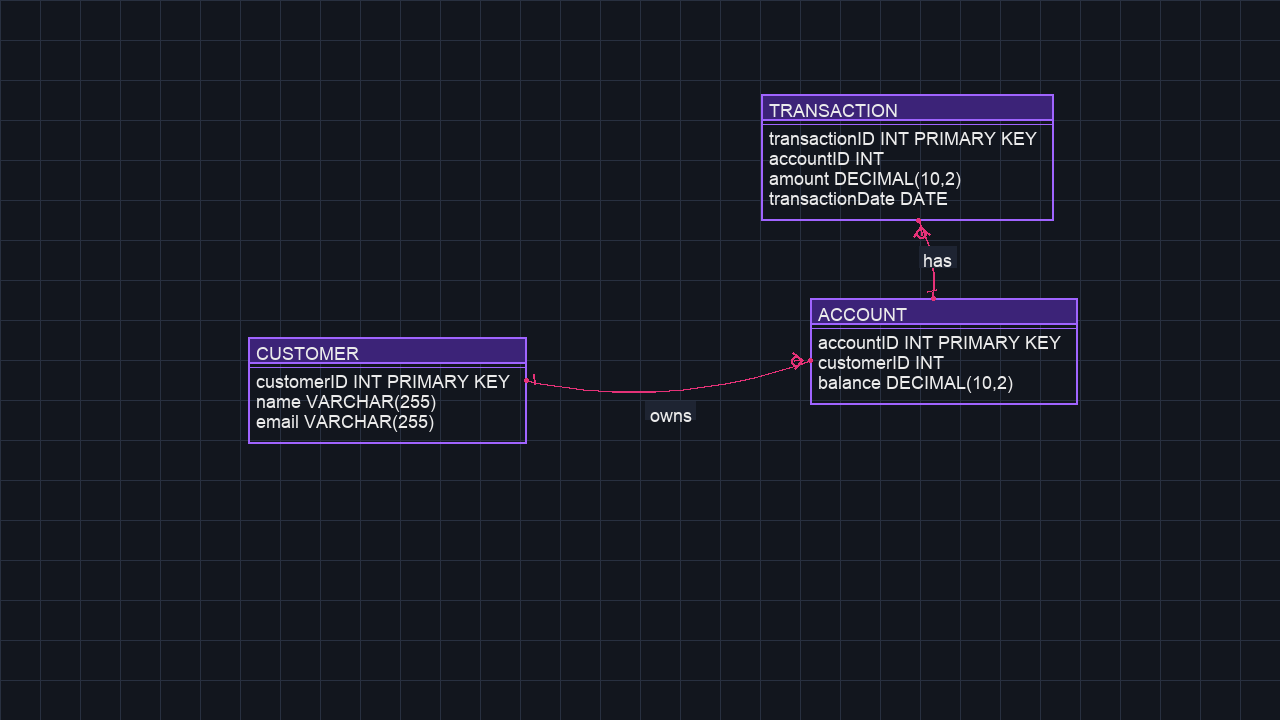 TRANSACTION
transactionID INT PRIMARY KEY
accountID INT
amount DECIMAL(10,2)
transactionDate DATE
has
ACCOUNT
accountID INT PRIMARY KEY
customerID INT
balance DECIMAL(10,2)
CUSTOMER
customerID INT PRIMARY KEY
name VARCHAR(255)
email VARCHAR(255)
owns